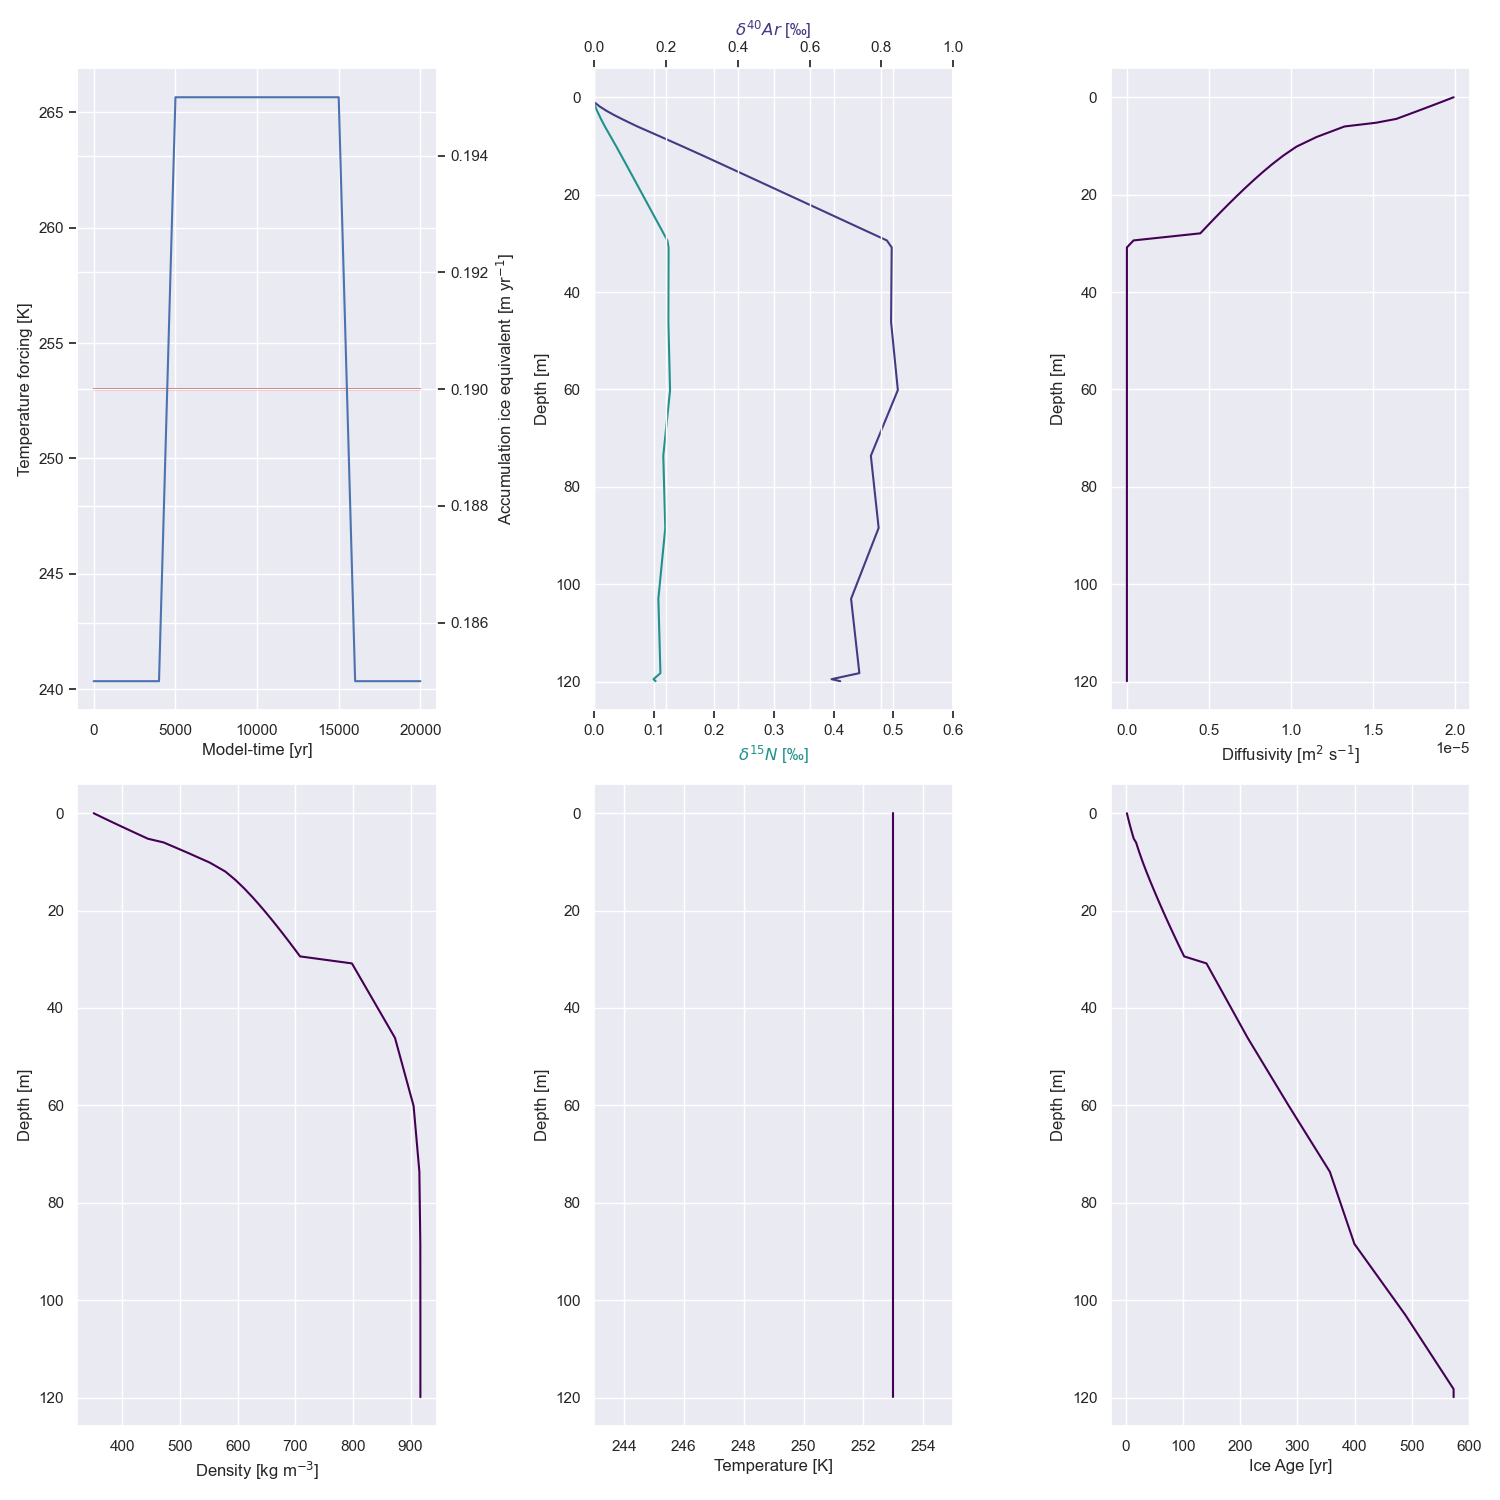 δ⁴⁰Ar [‰]
0.0 0.2 0.4 0.6 0.8 1.0
265
260
255
250
245
240
Temperature forcing [K]
0 5000 10000 15000 20000
Model-time [yr]
0.194
0.192
0.190
0.188
0.186
Accumulation ice equivalent [m yr⁻¹]
0
20
40
60
80
100
120
Depth [m]
0.0 0.1 0.2 0.3 0.4 0.5 0.6
δ¹⁵N [‰]
0
20
40
60
80
100
120
Depth [m]
0.0 0.5 1.0 1.5 2.0
1e−5
Diffusivity [m² s⁻¹]
0
20
40
60
80
100
120
Depth [m]
400 500 600 700 800 900
Density [kg m⁻³]
0
20
40
60
80
100
120
Depth [m]
244 246 248 250 252 254
Temperature [K]
0
20
40
60
80
100
120
Depth [m]
0 100 200 300 400 500 600
Ice Age [yr]